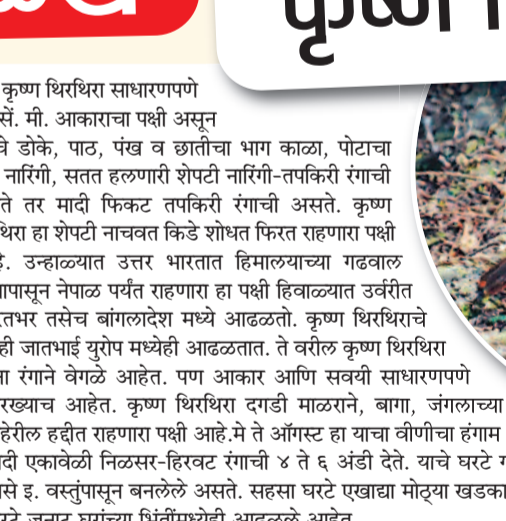 कृष्ण थिरथिरा साधारणपणे
सें. मी. आकाराचा पक्षी असून
डोके, पाठ, पंख व छातीचा भाग काळा, पोटाचा
नारिंगी, सतत हलणारी शेपटी नारिंगी-तपकिरी रंगाची
तर मादी फिकट तपकिरी रंगाची असते. कृष्ण
हा शेपटी नाचवत किडे शोधत फिरत राहणारा पक्षी
उन्हाळ्यात उत्तर भारतात हिमालयाच्या गढवाल
नेपाळ पर्यंत राहणारा हा पक्षी हिवाळ्यात उर्वरीत
तसेच बांगलादेश मध्ये आढळतो. कृष्ण थिरथिराचे
ही जातभाई युरोप मध्येही आढळतात. ते वरील कृष्ण थिरथिरा
रंगाने वेगळे आहेत. पण आकार आणि सवयी साधारणपणे
आहेत. कृष्ण थिरथिरा दगडी माळराने, बागा, जंगलाच्या
हद्दीत राहणारा पक्षी आहे.मे ते ऑगस्ट हा याचा वीणीचा हंगाम
एकावेळी निळसर-हिरवट रंगाची ४ ते ६ अंडी देते. याचे घरटे
इ. वस्तुंपासून बनलेले असते. सहसा घरटे एखाद्या मोठ्या